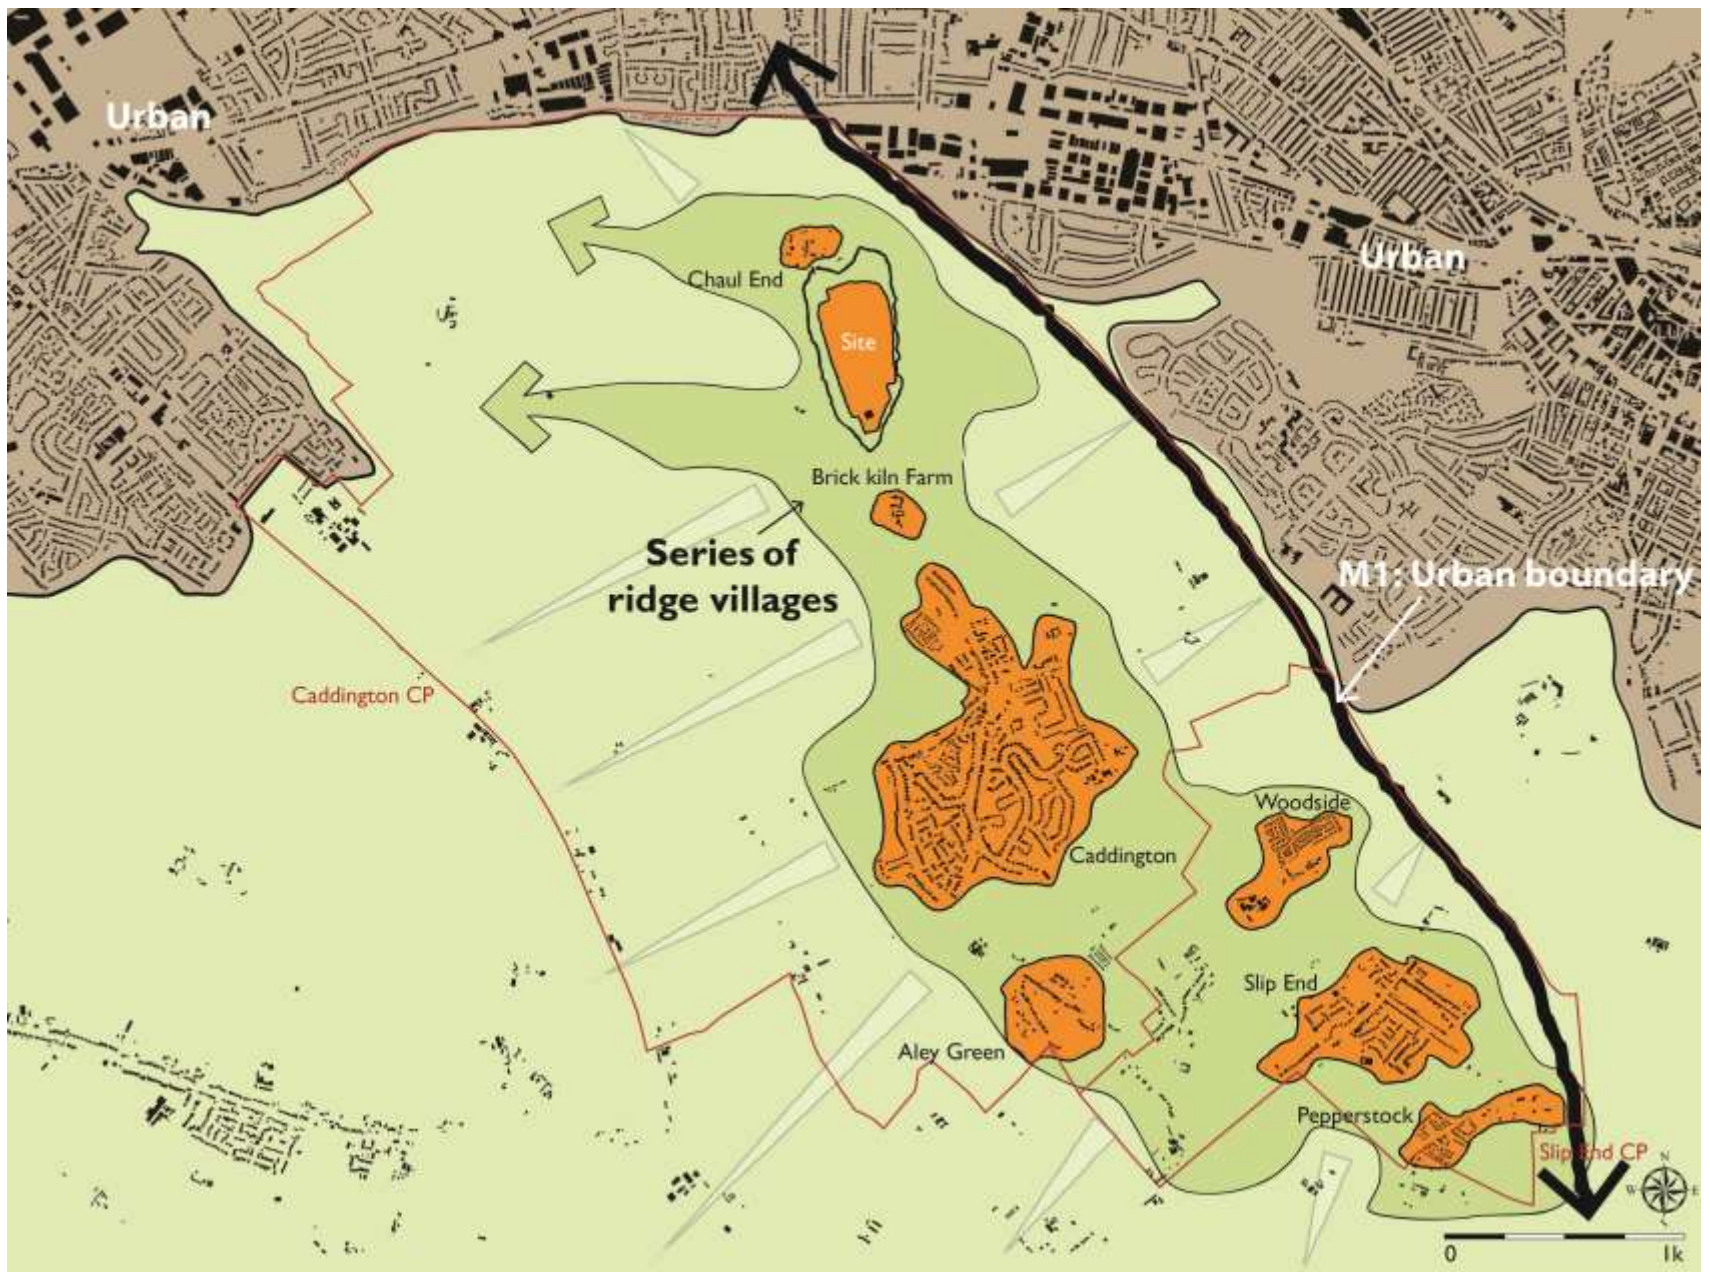 Urban
Urban
Chaul End
Site
Brick kiln Farm
Series of
ridge villages
M1: Urban boundary
Caddington CP
Woodside
Caddington
Slip End
Aley Green
Pepperstock
Slip End CP
N
W
E
0
1k